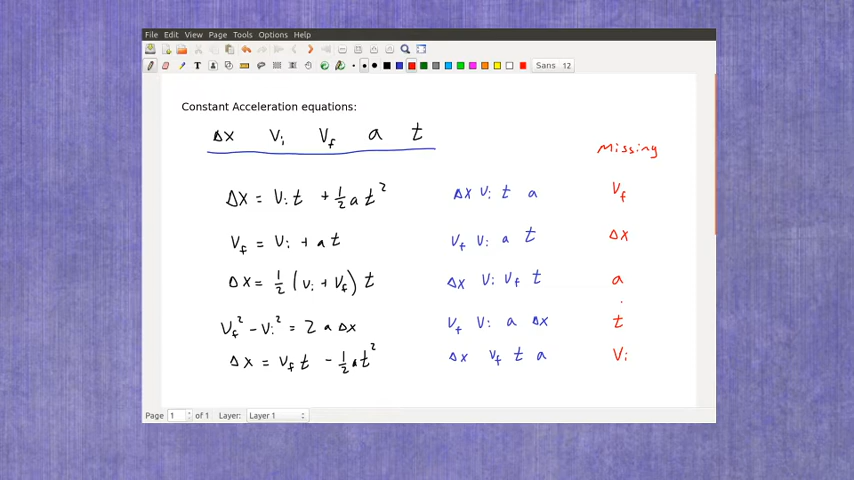 File Edit View Page Tools Options Help
T Sans 12
Constant Acceleration equations:
Δx Vi Vf a t
Missing
Δx = Vi t + 1/2 a t² Δx Vi t a Vf
Vf = Vi + a t Vf Vi a t Δx
Δx = 1/2 (Vi + Vf) t Δx Vi Vf t a
Vf² - Vi² = 2 a Δx Vf Vi a Δx t
Δx = Vf t - 1/2 a t² Δx Vf t a Vi
Page 1 of 1 Layer: Layer 1